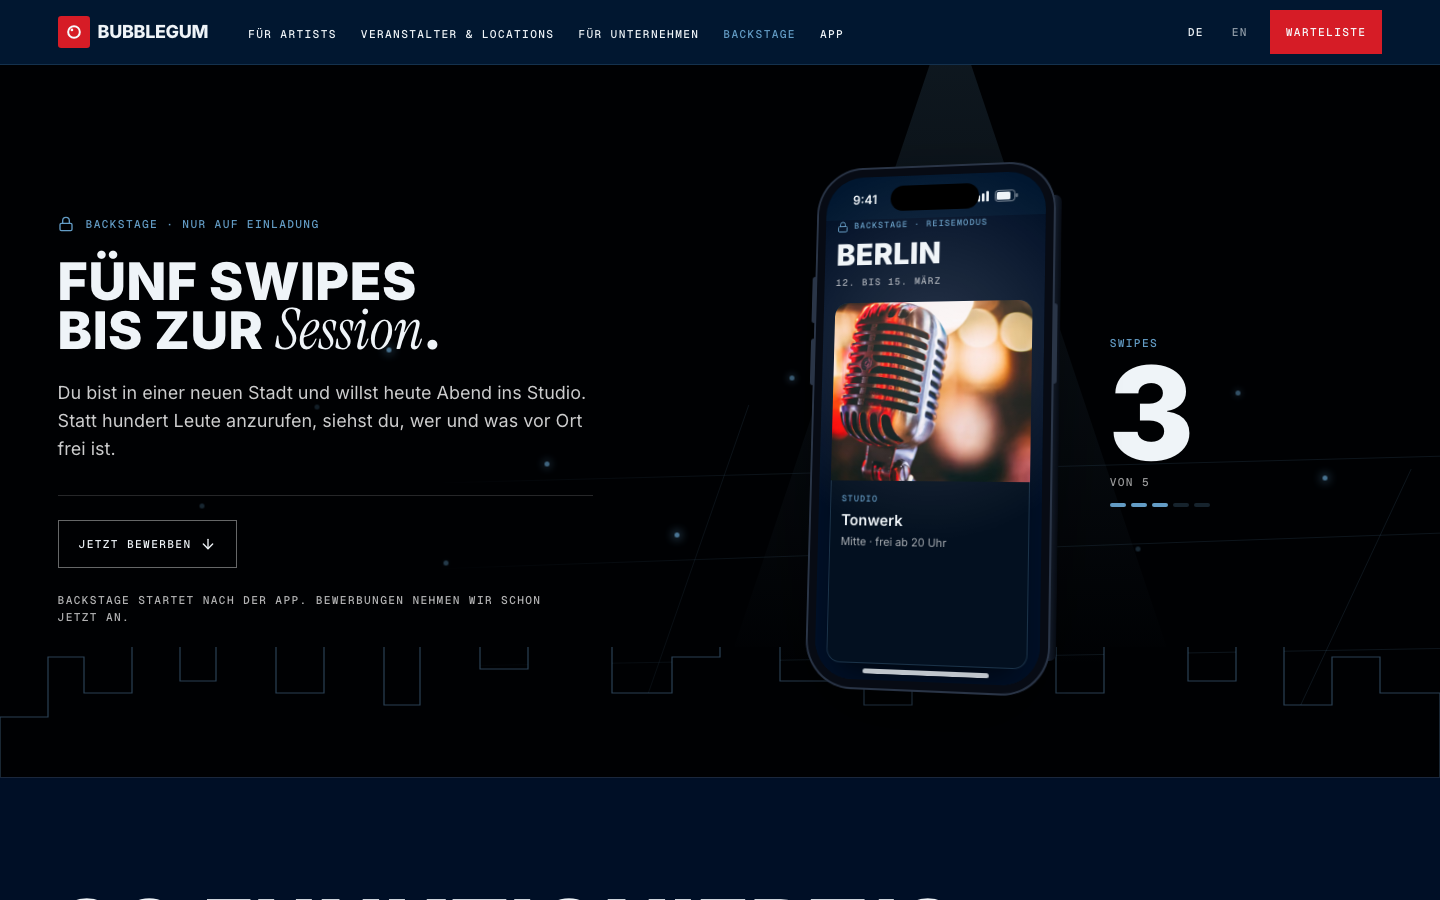 BUBBLEGUM
FÜR ARTISTS
VERANSTALTER & LOCATIONS
FÜR UNTERNEHMEN
BACKSTAGE
APP
DE
EN
WARTELISTE
BACKSTAGE · NUR AUF EINLADUNG
FÜNF SWIPES
BIS ZUR Session.
Du bist in einer neuen Stadt und willst heute Abend ins Studio.
Statt hundert Leute anzurufen, siehst du, wer und was vor Ort
frei ist.
JETZT BEWERBEN
BACKSTAGE STARTET NACH DER APP. BEWERBUNGEN NEHMEN WIR SCHON
JETZT AN.
9:41
BACKSTAGE · REISEMODUS
BERLIN
12. BIS 15. MÄRZ
STUDIO
Tonwerk
Mitte · frei ab 20 Uhr
SWIPES
3
VON 5